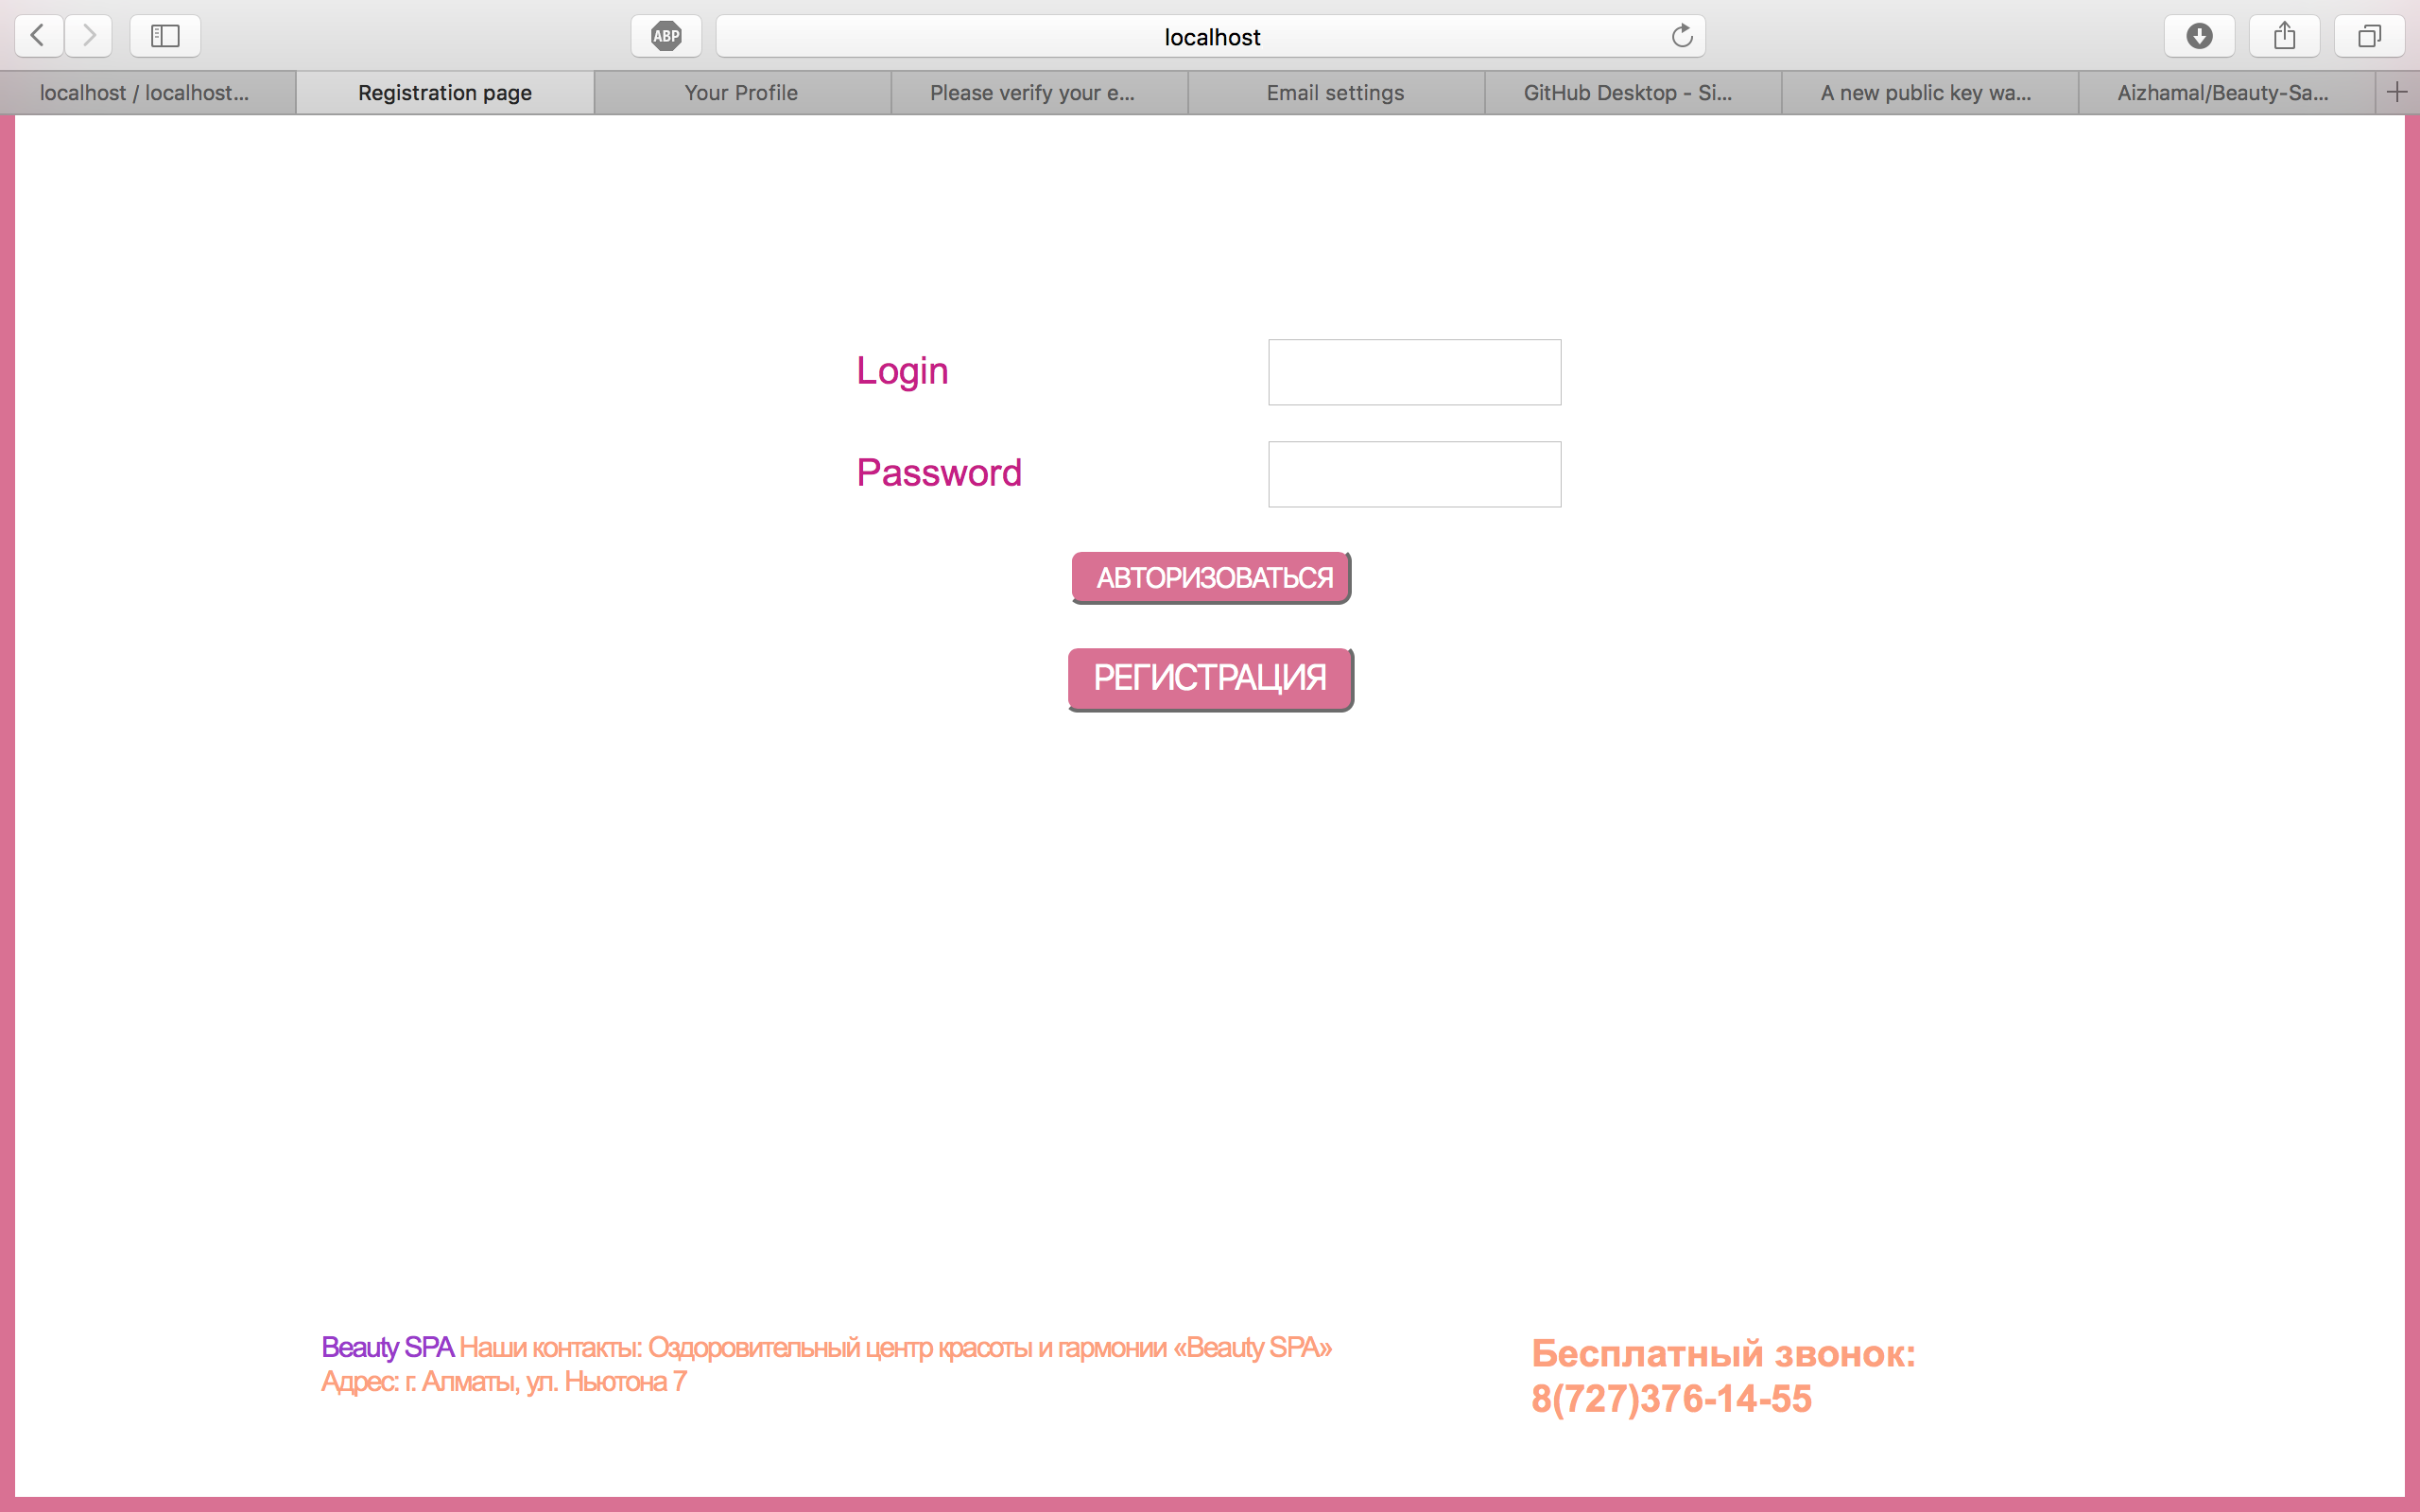 ABP
localhost
localhost / localhost...
Registration page
Your Profile
Please verify your e...
Email settings
GitHub Desktop - Si...
A new public key wa...
Aizhamal/Beauty-Sa...
Login
Password
АВТОРИЗОВАТЬСЯ
РЕГИСТРАЦИЯ
Beauty SPA Наши контакты: Оздоровительный центр красоты и гармонии «Beauty SPA»
Адрес: г. Алматы, ул. Ньютона 7
Бесплатный звонок:
8(727)376-14-55